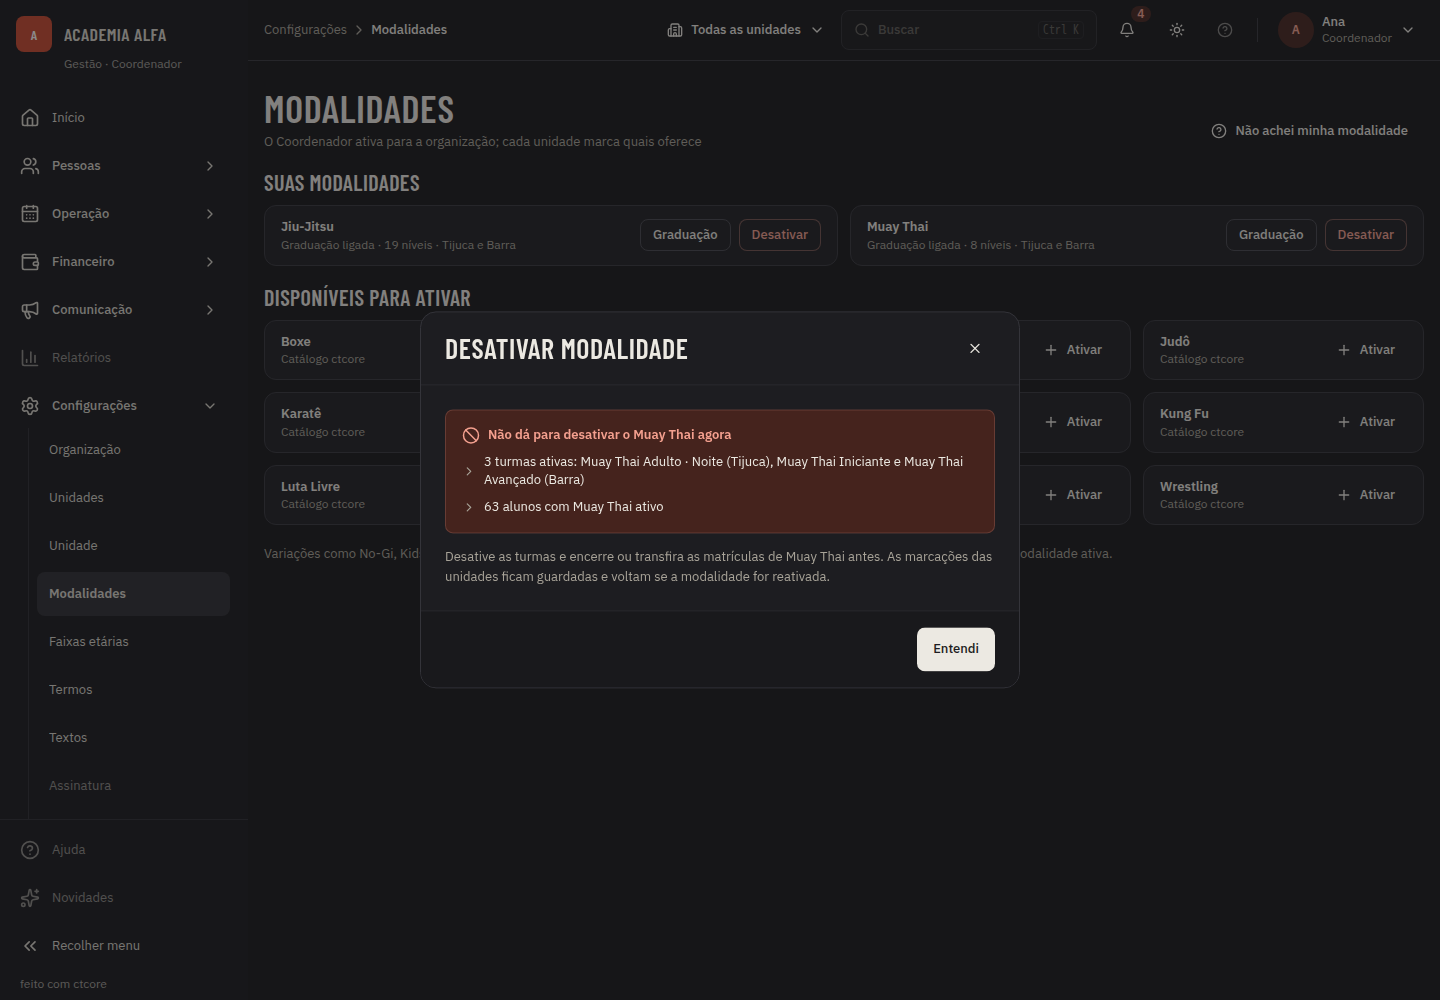 A
ACADEMIA ALFA
Gestão · Coordenador
Início
Pessoas
Operação
Financeiro
Comunicação
Relatórios
Configurações
Organização
Unidades
Unidade
Modalidades
Faixas etárias
Termos
Textos
Assinatura
Ajuda
Novidades
Recolher menu
feito com ctcore
Configurações
Modalidades
Todas as unidades
Buscar
Ctrl K
4
A
Ana
Coordenador
MODALIDADES
O Coordenador ativa para a organização; cada unidade marca quais oferece
Não achei minha modalidade
SUAS MODALIDADES
Jiu-Jitsu
Graduação ligada · 19 níveis · Tijuca e Barra
Graduação
Desativar
Muay Thai
Graduação ligada · 8 níveis · Tijuca e Barra
Graduação
Desativar
DISPONÍVEIS PARA ATIVAR
Boxe
Catálogo ctcore
Ativar
Judô
Catálogo ctcore
Ativar
Karatê
Catálogo ctcore
Ativar
Kung Fu
Catálogo ctcore
Ativar
Luta Livre
Catálogo ctcore
Ativar
Wrestling
Catálogo ctcore
Ativar
Variações como No-Gi, Kid
odalidade ativa.
DESATIVAR MODALIDADE
Não dá para desativar o Muay Thai agora
3 turmas ativas: Muay Thai Adulto · Noite (Tijuca), Muay Thai Iniciante e Muay Thai
Avançado (Barra)
63 alunos com Muay Thai ativo
Desative as turmas e encerre ou transfira as matrículas de Muay Thai antes. As marcações das
unidades ficam guardadas e voltam se a modalidade for reativada.
Entendi